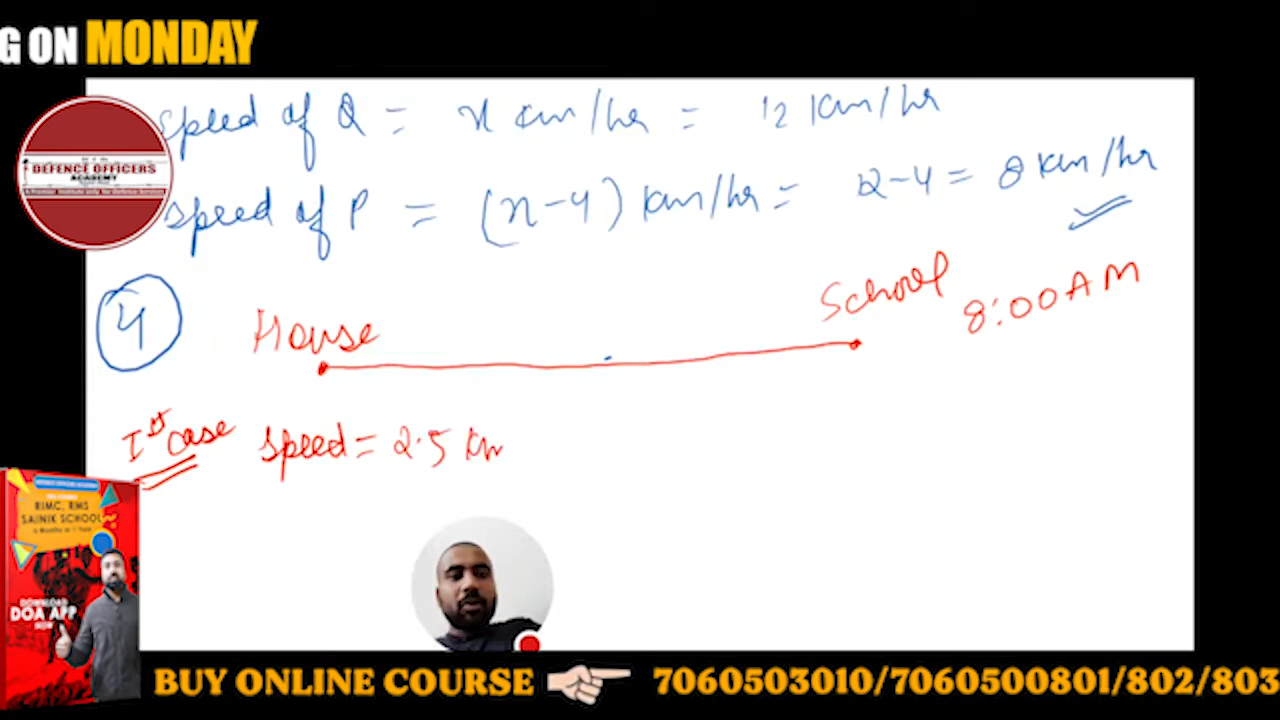 G ON MONDAY
Speed of Q = x km/hr = 12 km/hr
Speed of P = (x-4) km/hr = 12-4 = 8 km/hr
DEFENCE OFFICERS
ACADEMY
4
House
School
8:00 AM
Ist Case Speed = 2.5 Km
RIMC, RMS
SAINIK SCHOOL
DOWNLOAD
DOA APP
NOW
BUY ONLINE COURSE 7060503010/7060500801/802/803